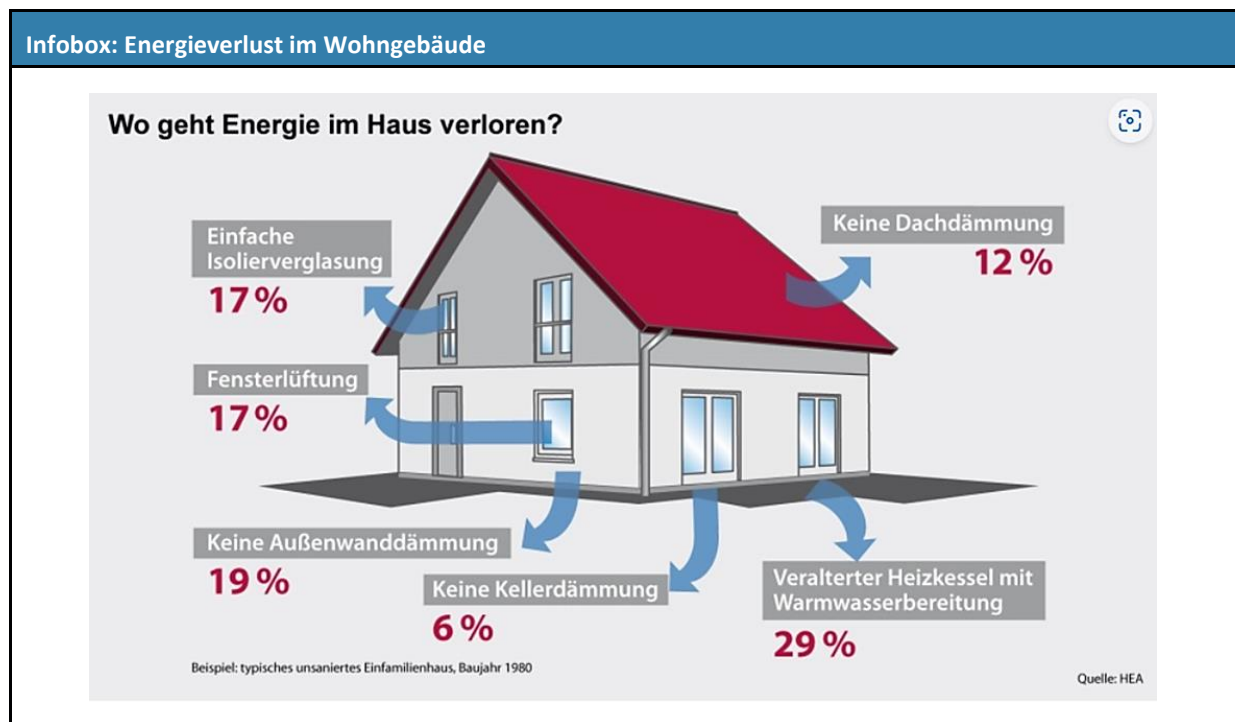 Infobox: Energieverlust im Wohngebäude
Wo geht Energie im Haus verloren?
Einfache
Isolierverglasung
17 %
Keine Dachdämmung
12 %
Fensterlüftung
17 %
Keine Außenwanddämmung
19 %
Keine Kellerdämmung
6 %
Veralterter Heizkessel mit
Warmwasserbereitung
29 %
Beispiel: typisches unsaniertes Einfamilienhaus, Baujahr 1980
Quelle: HEA